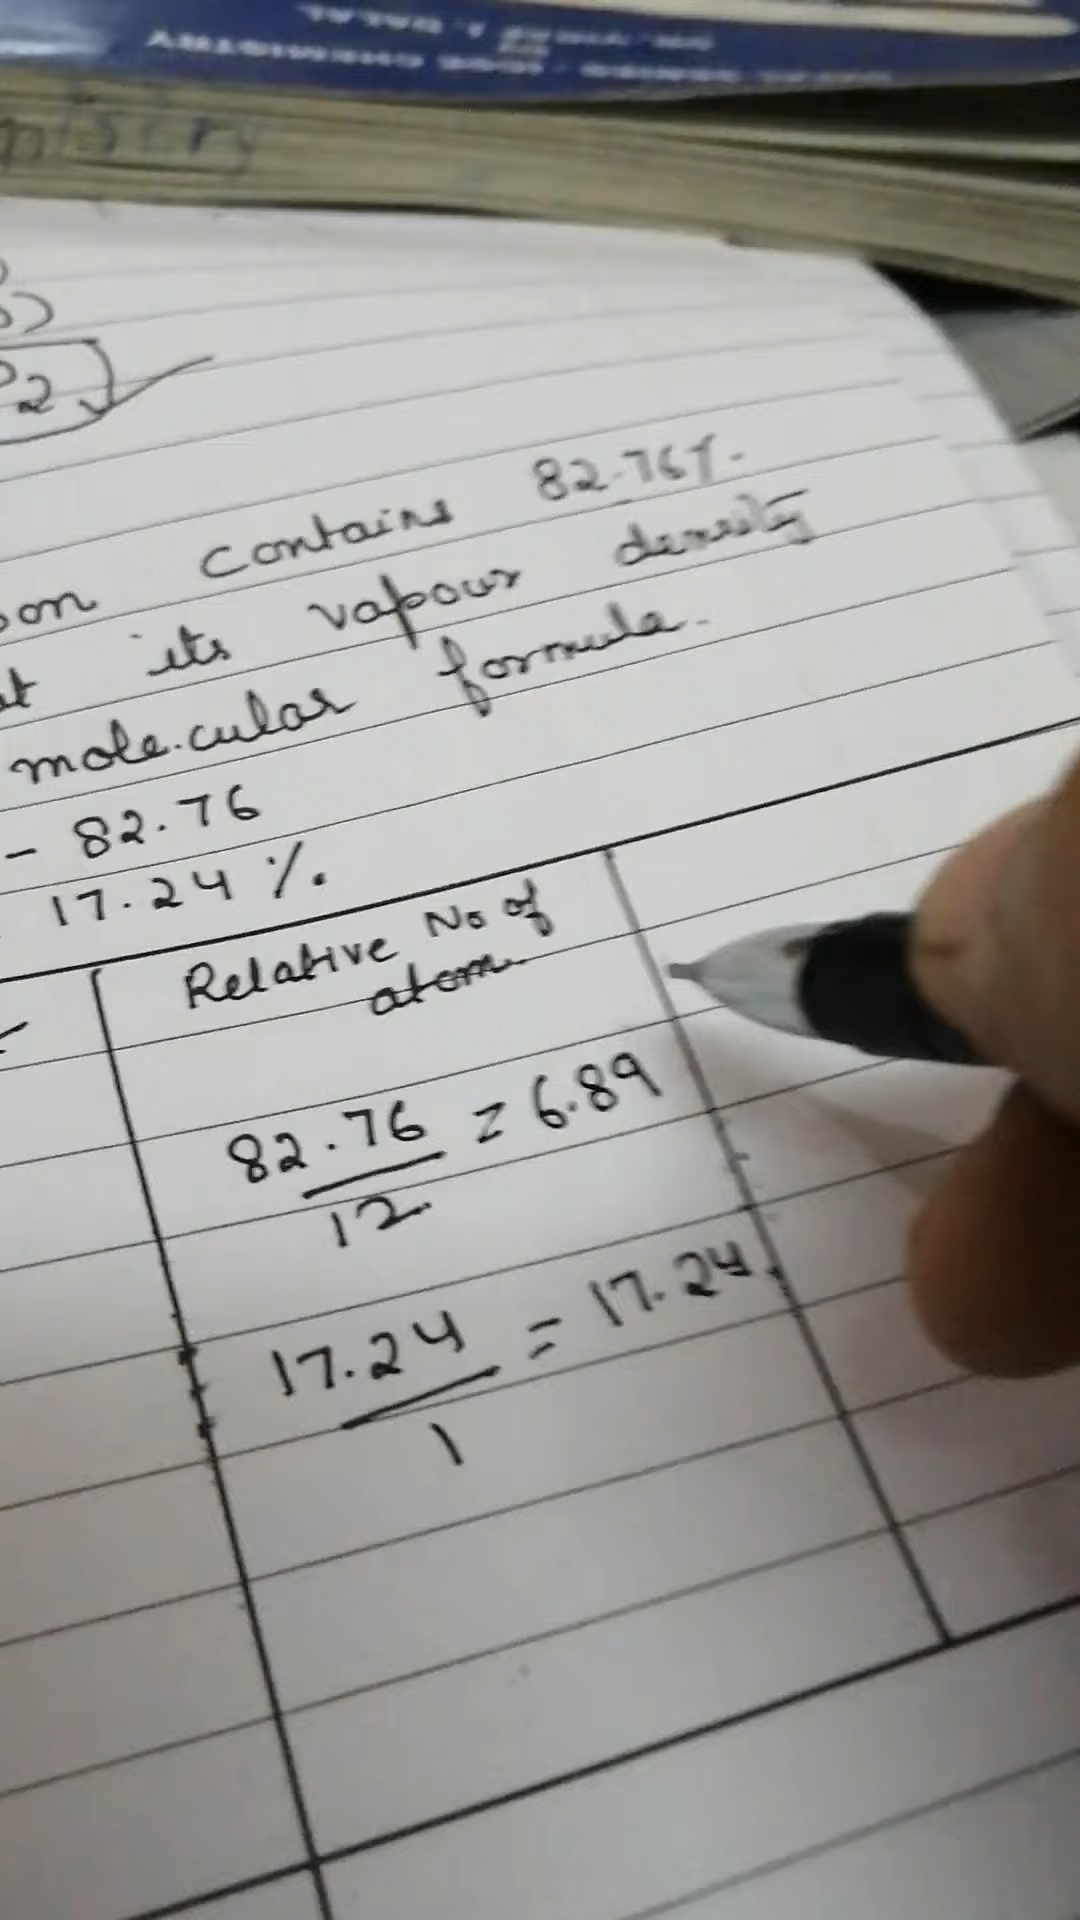 2
contains 82.76%.
its vapour density
molecular formula.
- 82.76
17.24 %.
Relative No of
atom.
82.76 = 6.89
12.
17.24 = 17.24
1